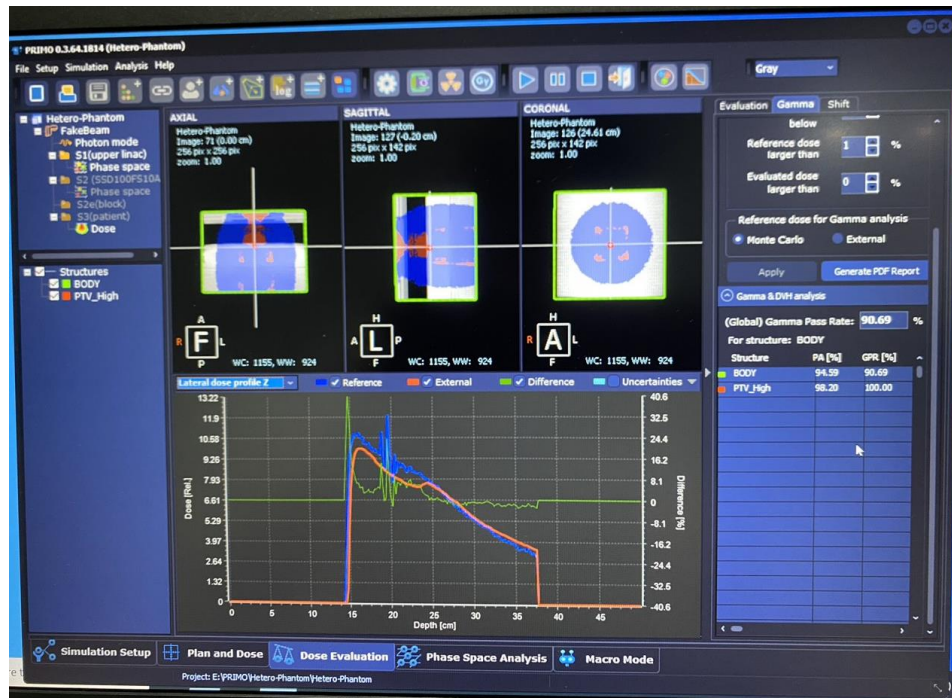 PRIMO 0.3.64.1814 (Hetero-Phantom)
File Setup Simulation Analysis Help
log
Gy
Gray
Hetero-Phantom
FakeBeam
Photon mode
S1(upper linac)
Phase space
S2 (SSD100FS10A
Phase space
S2e(block)
S3(patient)
Dose
Structures
BODY
PTV_High
AXIAL
Hetero-Phantom
Image: 71 (0.00 cm)
256 pix x 256 pix
zoom: 1.00
A
R F L
P
WC: 1155, WW: 924
SAGITTAL
Hetero-Phantom
Image: 127 (-0.20 cm)
256 pix x 142 pix
zoom: 1.00
H
A L P
F
WC: 1155, WW: 924
CORONAL
Hetero-Phantom
Image: 126 (24.61 cm)
256 pix x 142 pix
zoom: 1.00
H
R A L
F
WC: 1155, WW: 924
Lateral dose profile Z
Reference
External
Difference
Uncertainties
Dose [Rel.]
13.22
11.9
10.58
9.26
7.93
6.61
5.29
3.97
2.64
1.32
0
0 5 10 15 20 25 30 35 40 45
Depth [cm]
40.6
32.5
24.4
16.2
8.1
0
-8.1
-16.2
-24.4
-32.5
-40.6
Difference [%]
Evaluation Gamma Shift
below
Reference dose larger than 1 %
Evaluated dose larger than 0 %
Reference dose for Gamma analysis
Monte Carlo External
Apply Generate PDF Report
Gamma & DVH analysis
(Global) Gamma Pass Rate: 90.69 %
For structure: BODY
Structure PA [%] GPR [%]
BODY 94.59 90.69
PTV_High 98.20 100.00
Simulation Setup Plan and Dose Dose Evaluation Phase Space Analysis Macro Mode
Project: E:\PRIMO\Hetero-Phantom\Hetero-Phantom